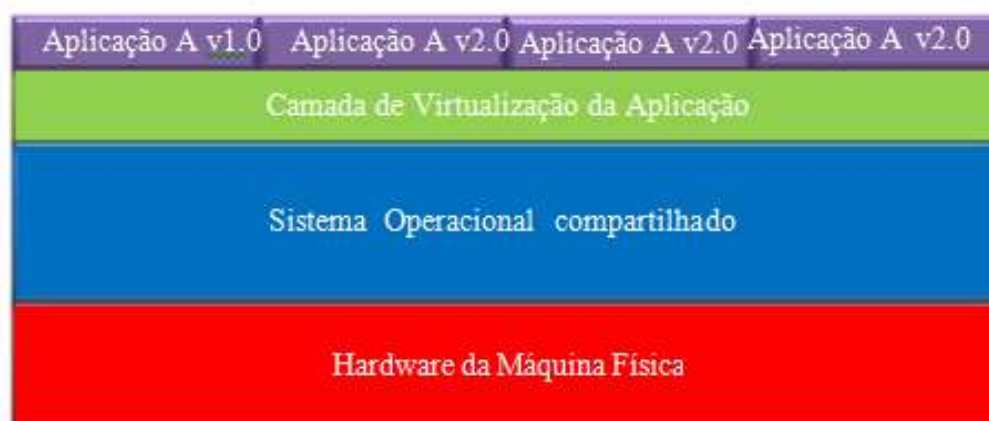 Aplicação A v1.0 Aplicação A v2.0 Aplicação A v2.0 Aplicação A v2.0
Camada de Virtualização da Aplicação
Sistema Operacional compartilhado
Hardware da Máquina Física